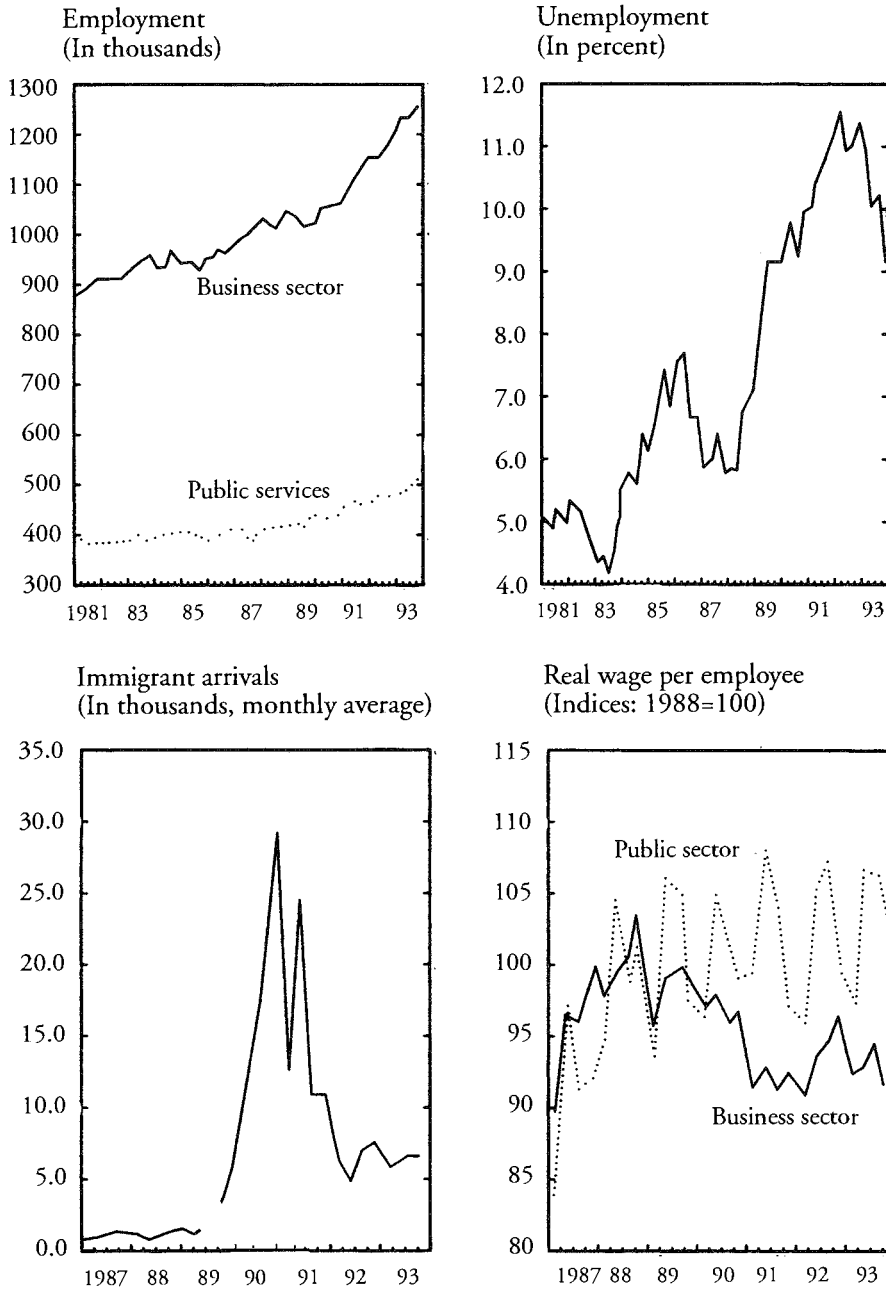 Employment
(In thousands)
1300
1200
1100
1000
900
800
700
600
500
400
300
Business sector
Public services
1981 83 85 87 89 91 93
Unemployment
(In percent)
12.0
11.0
10.0
9.0
8.0
7.0
6.0
5.0
4.0
1981 83 85 87 89 91 93
Immigrant arrivals
(In thousands, monthly average)
35.0
30.0
25.0
20.0
15.0
10.0
5.0
0.0
1987 88 89 90 91 92 93
Real wage per employee
(Indices: 1988=100)
115
110
105
100
95
90
85
80
Public sector
Business sector
1987 88 89 90 91 92 93